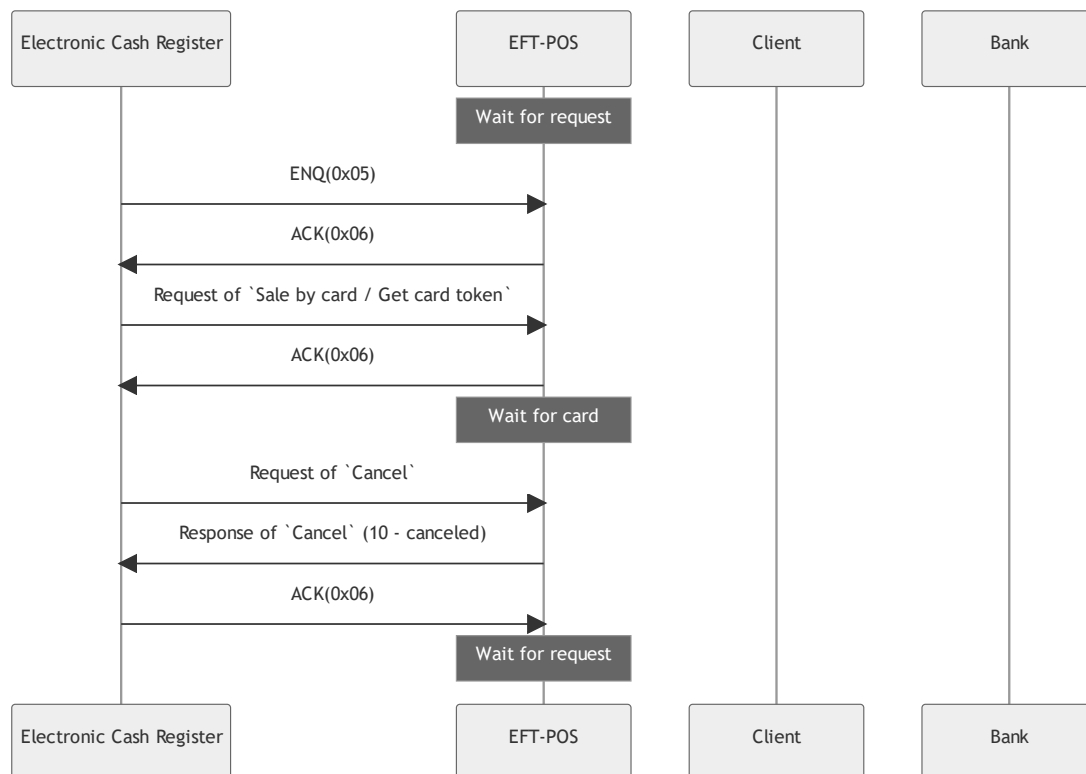 Electronic Cash Register
EFT-POS
Client
Bank
Wait for request
ENQ(0x05)
ACK(0x06)
Request of `Sale by card / Get card token`
ACK(0x06)
Wait for card
Request of `Cancel`
Response of `Cancel` (10 - canceled)
ACK(0x06)
Wait for request
Electronic Cash Register
EFT-POS
Client
Bank